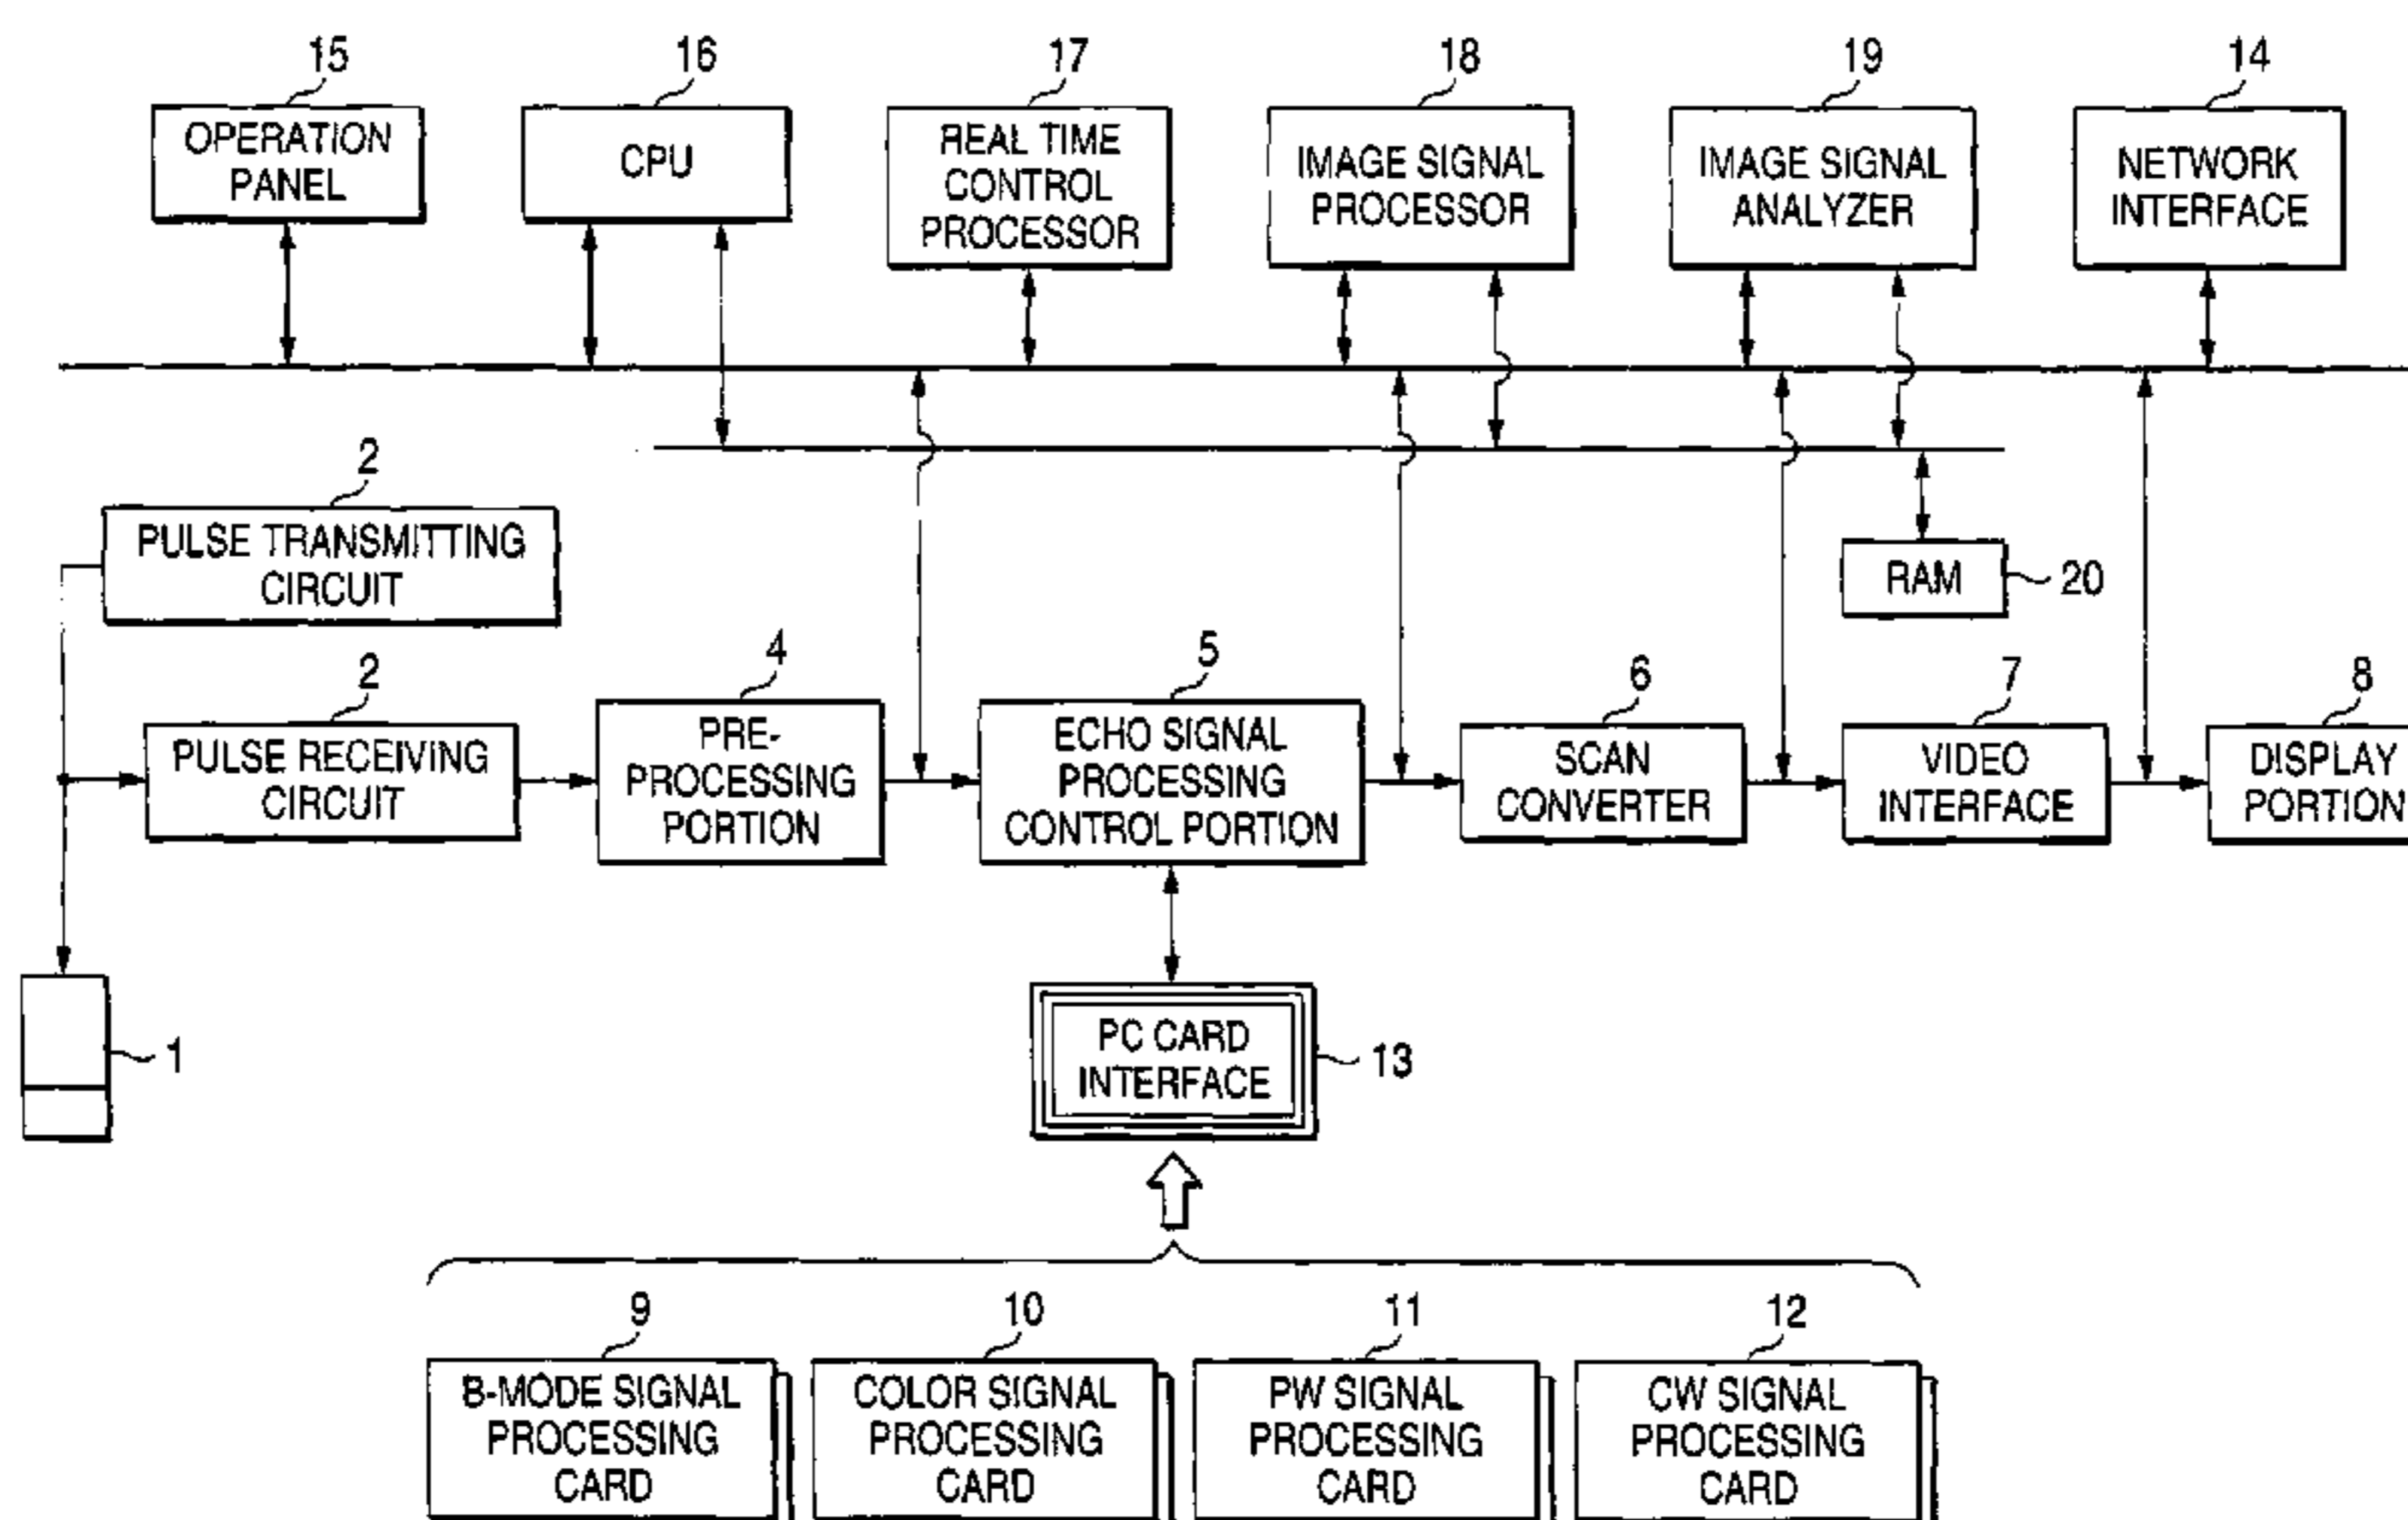 15
16
17
18
19
14
OPERATION
PANEL
CPU
REAL TIME
CONTROL
PROCESSOR
IMAGE SIGNAL
PROCESSOR
IMAGE SIGNAL
ANALYZER
NETWORK
INTERFACE
2
PULSE TRANSMITTING
CIRCUIT
RAM
20
2
4
5
6
7
8
PULSE RECEIVING
CIRCUIT
PRE-
PROCESSING
PORTION
ECHO SIGNAL
PROCESSING
CONTROL PORTION
SCAN
CONVERTER
VIDEO
INTERFACE
DISPLAY
PORTION
1
PC CARD
INTERFACE
13
9
10
11
12
B-MODE SIGNAL
PROCESSING
CARD
COLOR SIGNAL
PROCESSING
CARD
PW SIGNAL
PROCESSING
CARD
CW SIGNAL
PROCESSING
CARD